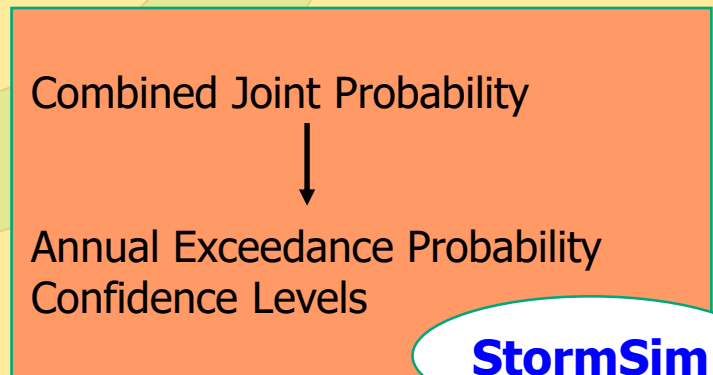 Combined Joint Probability
Annual Exceedance Probability
Confidence Levels
StormSim